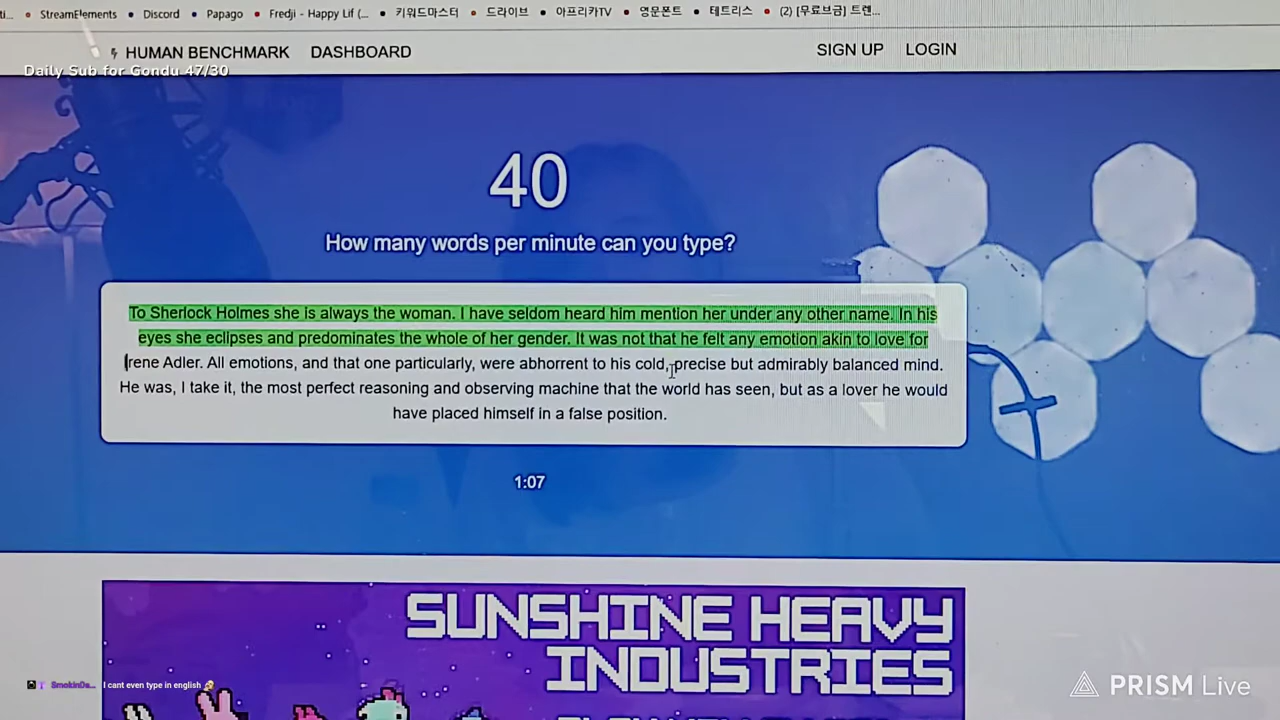 StreamElements
Discord
Papago
Fredji - Happy Lif (...
키워드마스터
드라이브
아프리카TV
영문폰트
테트리스
(2) [무료브금] 트렌...
HUMAN BENCHMARK
DASHBOARD
SIGN UP
LOGIN
Daily Sub for Gondu 47/30
40
How many words per minute can you type?
To Sherlock Holmes she is always the woman. I have seldom heard him mention her under any other name. In his
eyes she eclipses and predominates the whole of her gender. It was not that he felt any emotion akin to love for
Irene Adler. All emotions, and that one particularly, were abhorrent to his cold, precise but admirably balanced mind.
He was, I take it, the most perfect reasoning and observing machine that the world has seen, but as a lover he would
have placed himself in a false position.
1:07
SUNSHINE HEAVY
INDUSTRIES
SmokinDa... I cant even type in english
PRISM Live